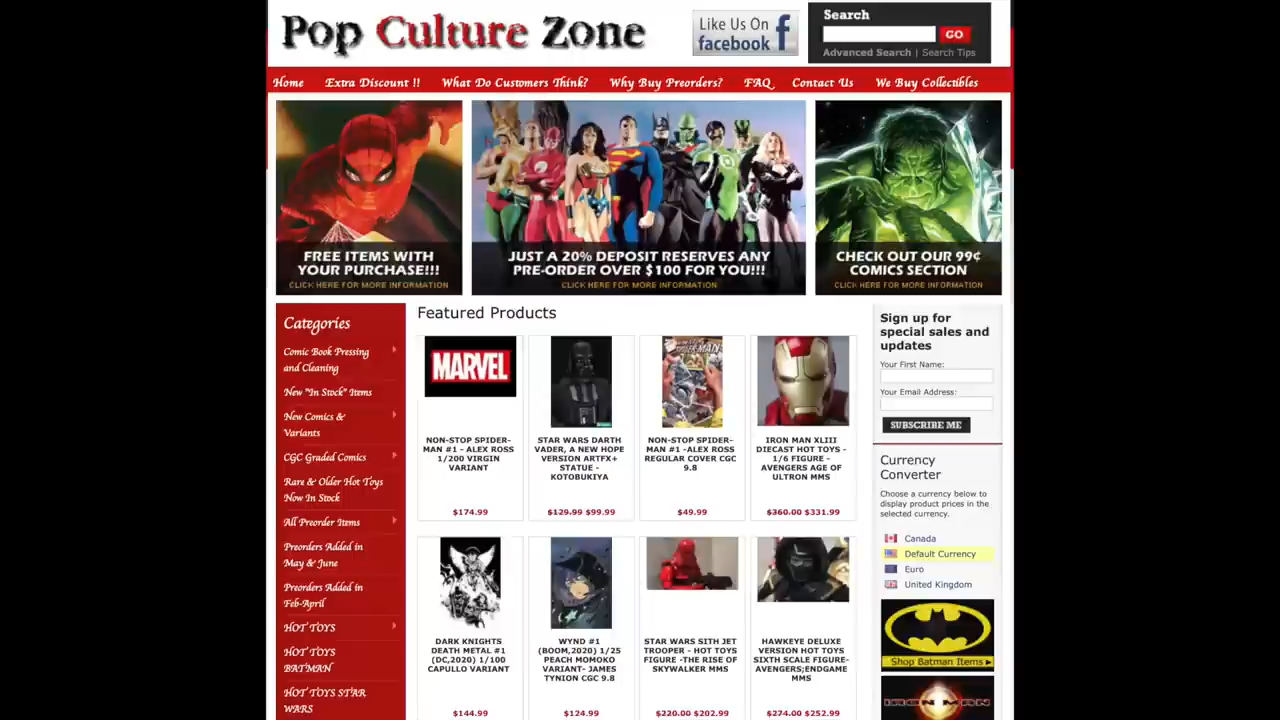 Pop Culture Zone
Like Us On
facebook
Search
GO
Advanced Search | Search Tips
Home
Extra Discount !!
What Do Customers Think?
Why Buy Preorders?
FAQ
Contact Us
We Buy Collectibles
FREE ITEMS WITH
YOUR PURCHASE!!!
CLICK HERE FOR MORE INFORMATION
JUST A 20% DEPOSIT RESERVES ANY
PRE-ORDER OVER $100 FOR YOU!!!
CLICK HERE FOR MORE INFORMATION
CHECK OUT OUR 99¢
COMICS SECTION
CLICK HERE FOR MORE INFORMATION
Categories
Comic Book Pressing
and Cleaning
New "In Stock" Items
New Comics &
Variants
CGC Graded Comics
Rare & Older Hot Toys
Now In Stock
All Preorder Items
Preorders Added in
May & June
Preorders Added in
Feb-April
HOT TOYS
HOT TOYS
BATMAN
HOT TOYS STAR
WARS
Featured Products
MARVEL
NON-STOP SPIDER-
MAN #1 - ALEX ROSS
1/200 VIRGIN
VARIANT
$174.99
STAR WARS DARTH
VADER, A NEW HOPE
VERSION ARTFX+
STATUE -
KOTOBUKIYA
$129.99 $99.99
NON-STOP SPIDER-
MAN #1 -ALEX ROSS
REGULAR COVER CGC
9.8
$49.99
IRON MAN XLIII
DIECAST HOT TOYS -
1/6 FIGURE -
AVENGERS AGE OF
ULTRON MMS
$360.00 $331.99
DARK KNIGHTS
DEATH METAL #1
(DC,2020) 1/100
CAPULLO VARIANT
$144.99
WYND #1
(BOOM,2020) 1/25
PEACH MOMOKO
VARIANT- JAMES
TYNION CGC 9.8
$124.99
STAR WARS SITH JET
TROOPER - HOT TOYS
FIGURE -THE RISE OF
SKYWALKER MMS
$220.00 $202.99
HAWKEYE DELUXE
VERSION HOT TOYS
SIXTH SCALE FIGURE-
AVENGERS;ENDGAME
MMS
$274.00 $252.99
Sign up for
special sales and
updates
Your First Name:
Your Email Address:
SUBSCRIBE ME
Currency
Converter
Choose a currency below to
display product prices in the
selected currency.
Canada
Default Currency
Euro
United Kingdom
Shop Batman Items
IRON MAN